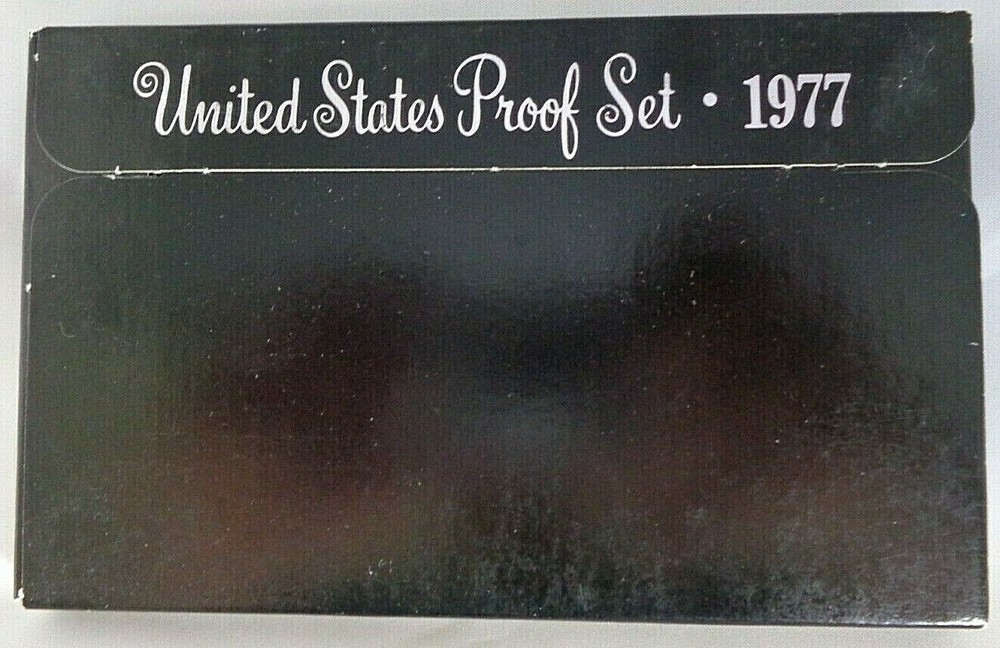 United States Proof Set • 1977